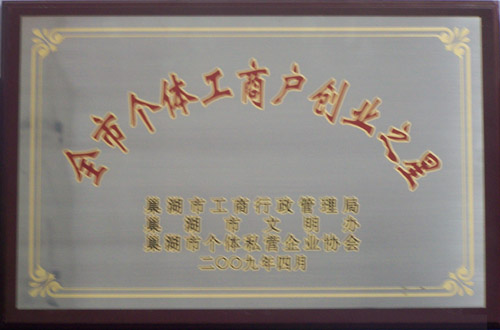 全市个体工商户创业之星
巢湖市工商行政管理局
巢湖市文明办
巢湖市个体私营企业协会
二〇〇九年四月